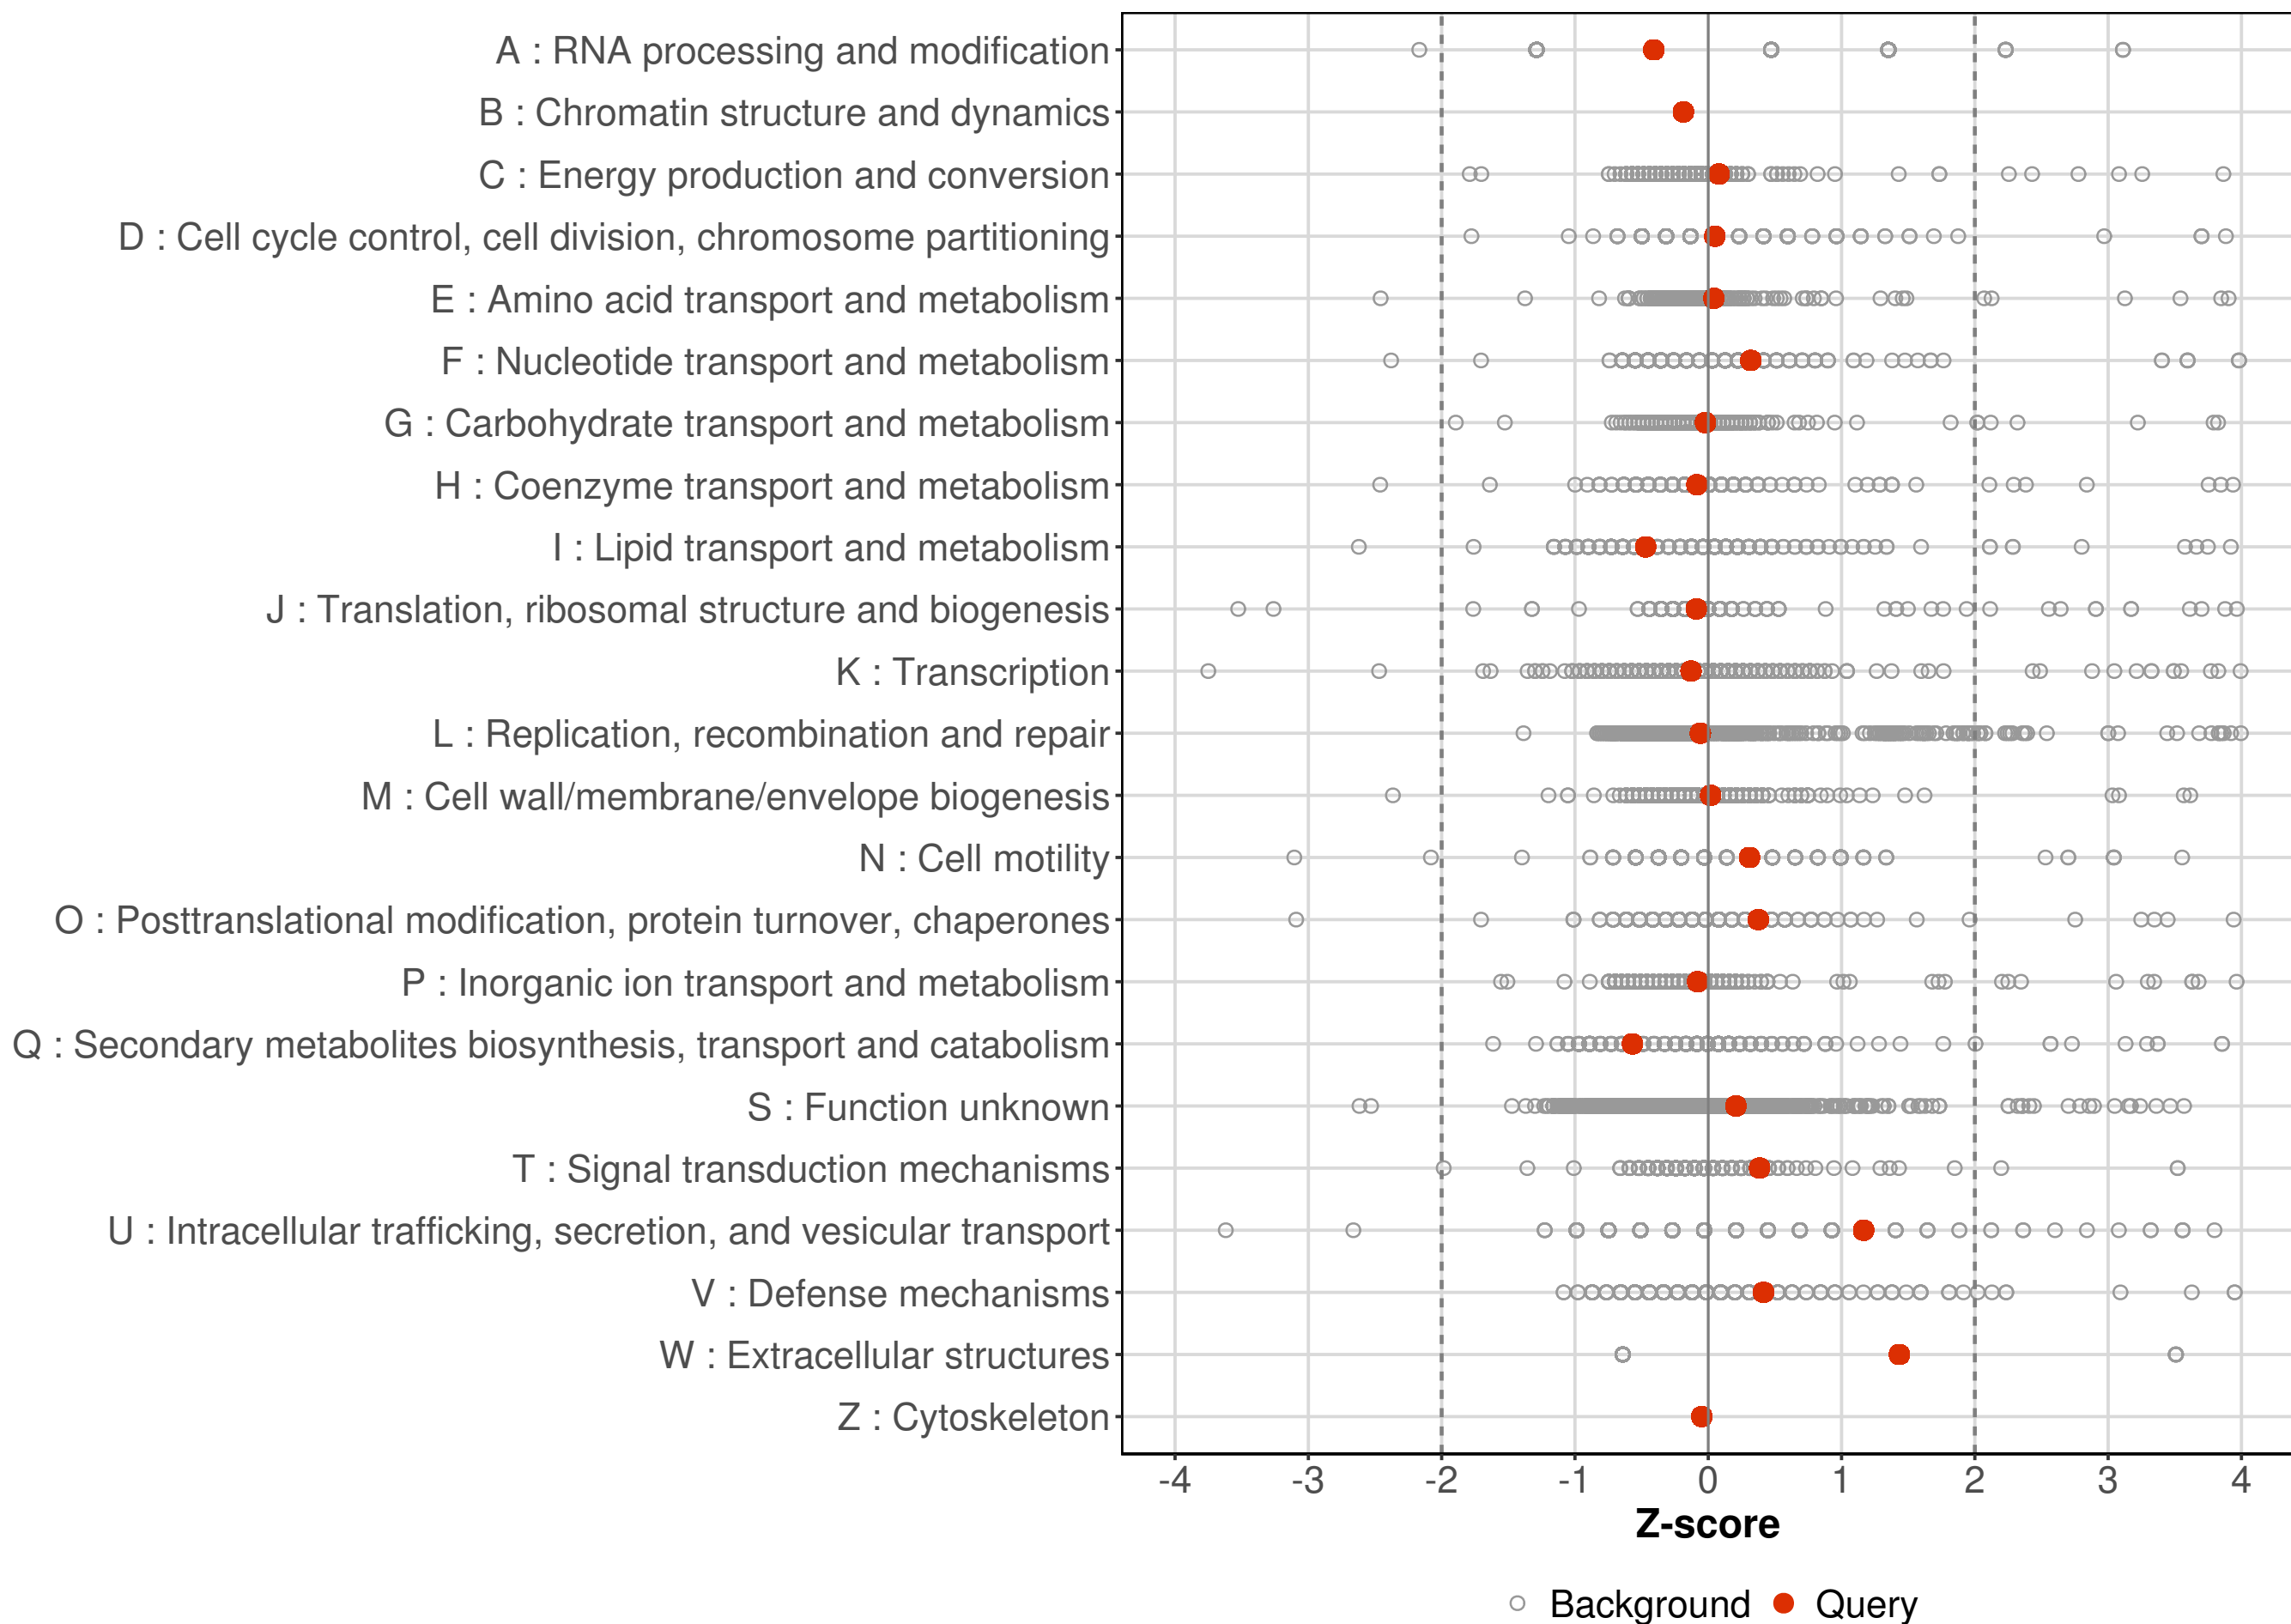 A : RNA processing and modification
B : Chromatin structure and dynamics
C : Energy production and conversion
D : Cell cycle control, cell division, chromosome partitioning
E : Amino acid transport and metabolism
F : Nucleotide transport and metabolism
G : Carbohydrate transport and metabolism
H : Coenzyme transport and metabolism
I : Lipid transport and metabolism
J : Translation, ribosomal structure and biogenesis
K : Transcription
L : Replication, recombination and repair
M : Cell wall/membrane/envelope biogenesis
N : Cell motility
O : Posttranslational modification, protein turnover, chaperones
P : Inorganic ion transport and metabolism
Q : Secondary metabolites biosynthesis, transport and catabolism
S : Function unknown
T : Signal transduction mechanisms
U : Intracellular trafficking, secretion, and vesicular transport
V : Defense mechanisms
W : Extracellular structures
Z : Cytoskeleton
-4 -3 -2 -1 0 1 2 3 4
Z-score
Background Query